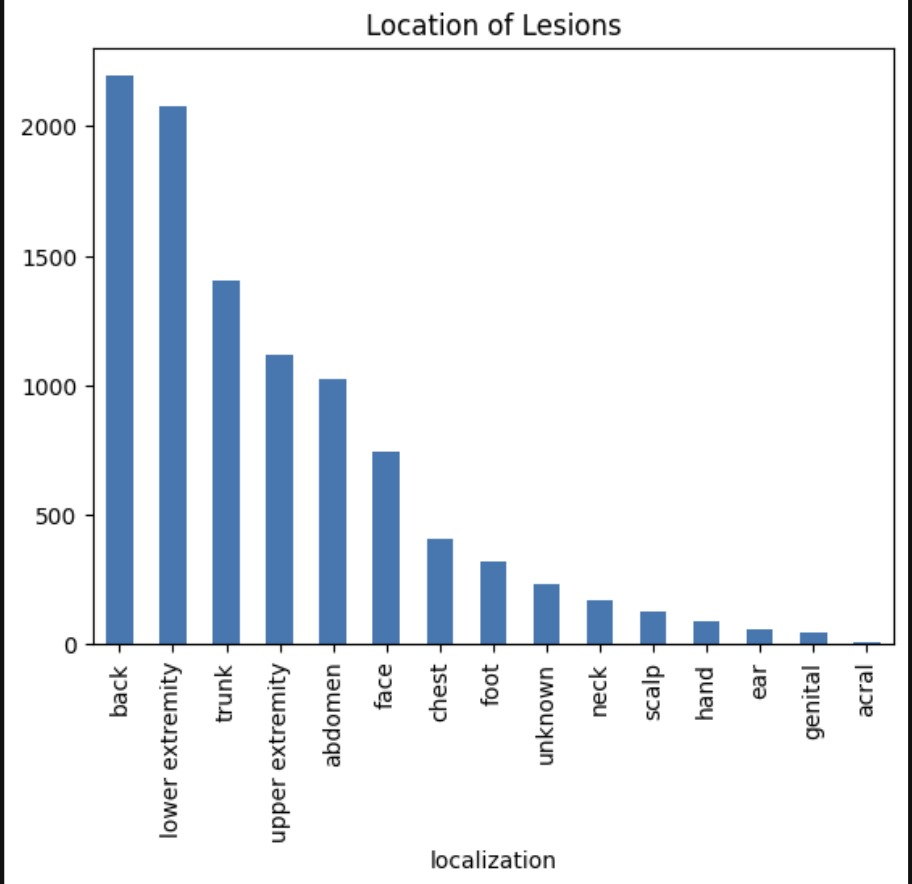 Location of Lesions
2000
1500
1000
500
0
back
lower extremity
trunk
upper extremity
abdomen
face
chest
foot
unknown
neck
scalp
hand
ear
genital
acral
localization